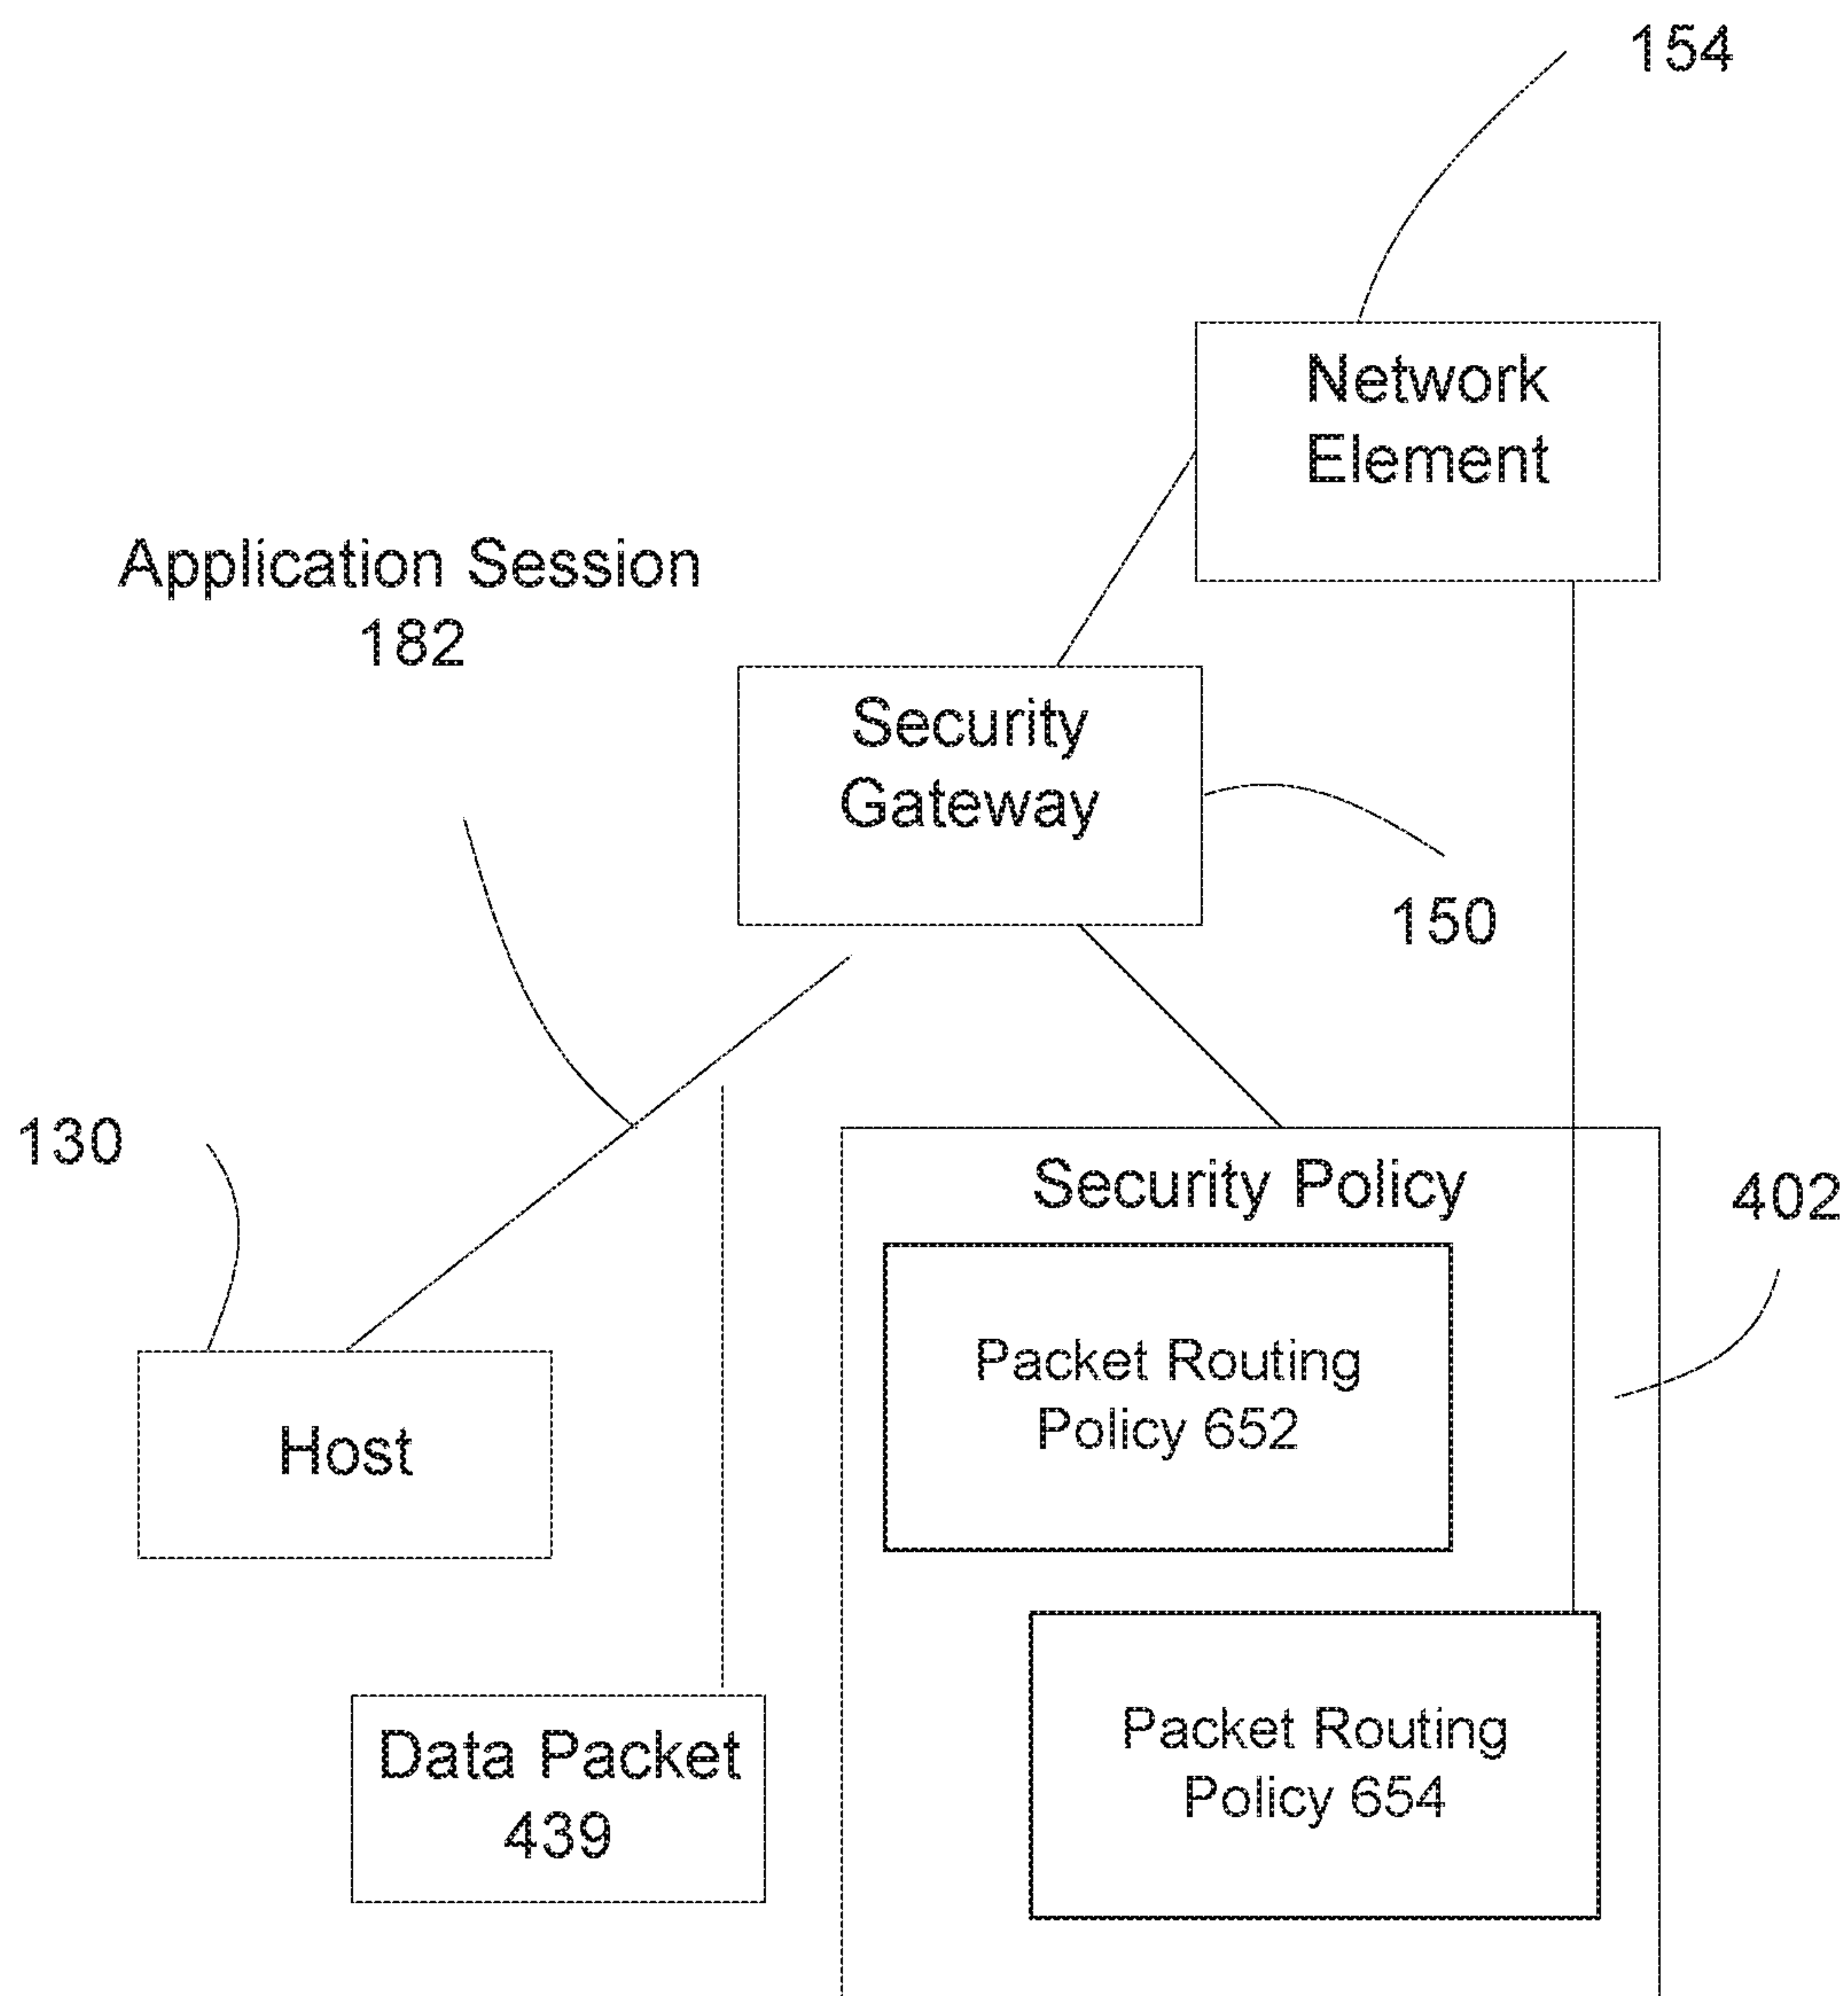 154
Network
Element
Application Session
182
Security
Gateway
150
130
Security Policy
402
Packet Routing
Policy 652
Host
Packet Routing
Policy 654
Data Packet
439